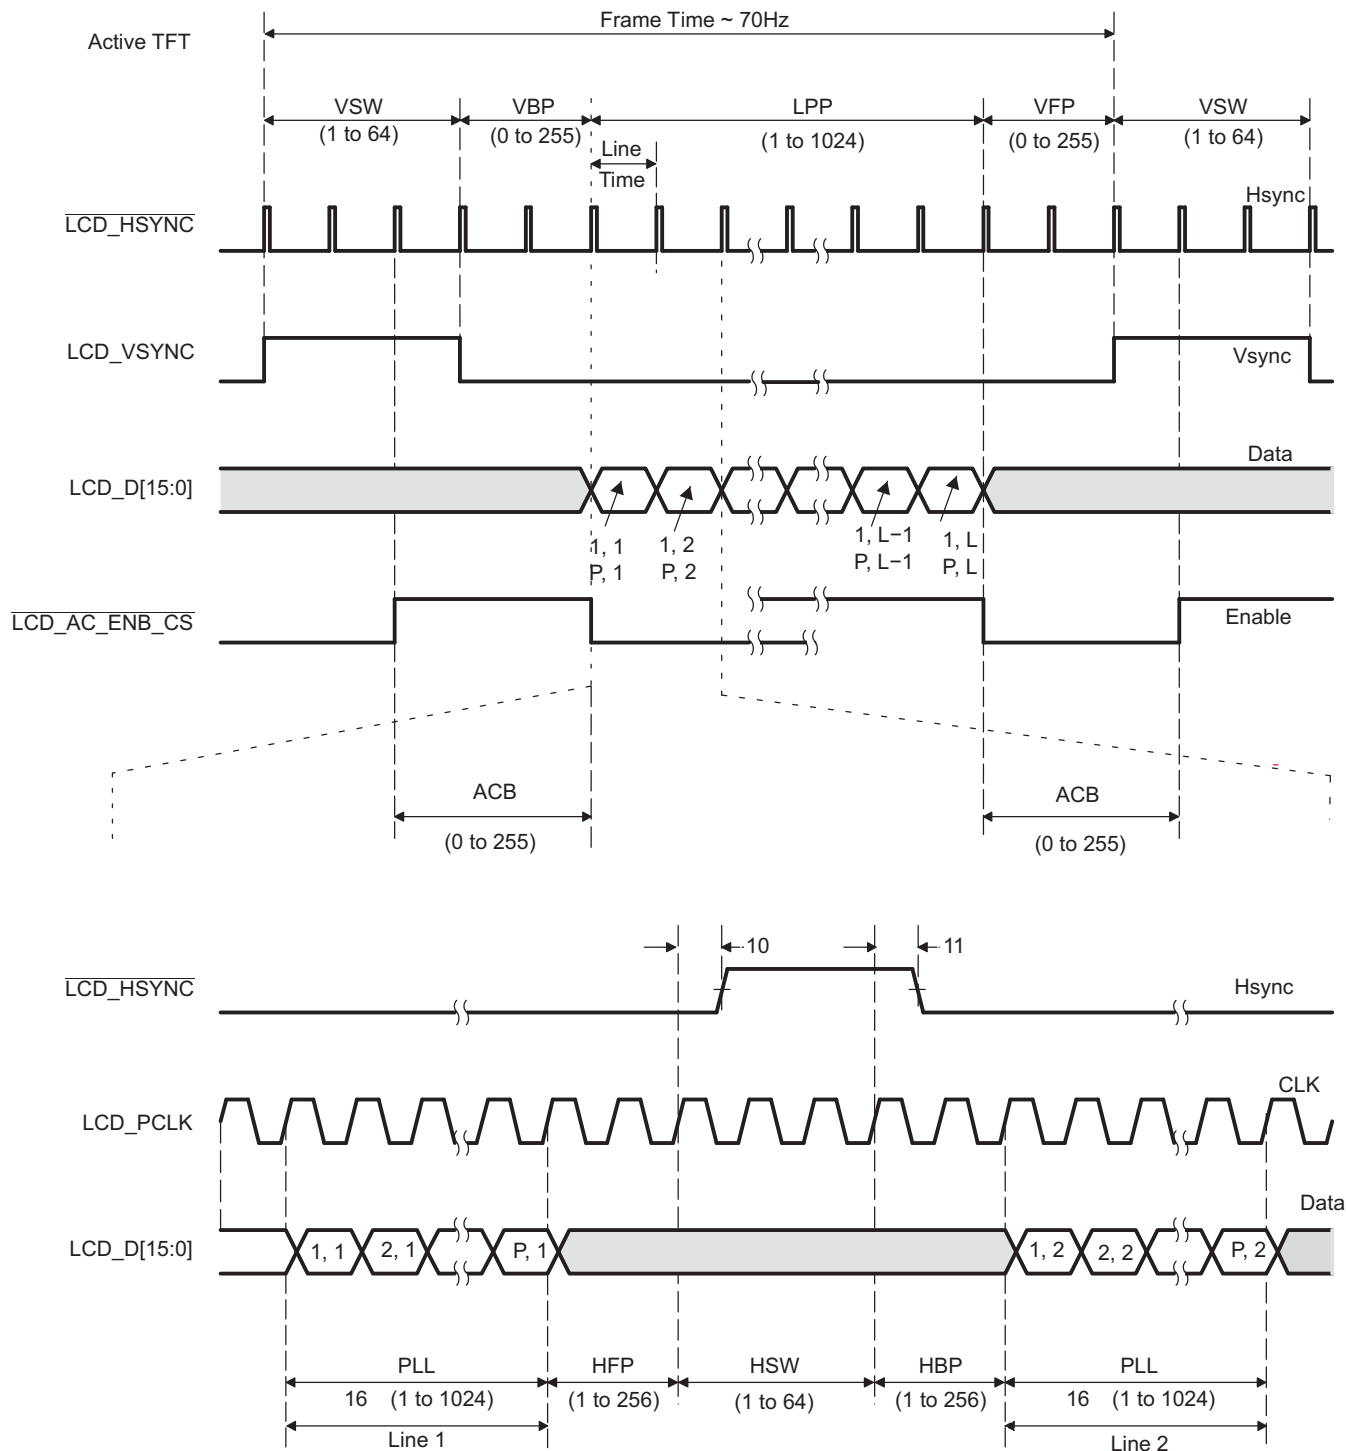 Frame Time ~ 70Hz
Active TFT
VSW VBP LPP VFP VSW
(1 to 64) (0 to 255) (1 to 1024) (0 to 255) (1 to 64)
Line
Time
LCD_HSYNC Hsync
LCD_VSYNC Vsync
LCD_D[15:0] Data
1, 1 1, 2 1, L−1 1, L
P, 1 P, 2 P, L−1 P, L
LCD_AC_ENB_CS Enable
ACB ACB
(0 to 255) (0 to 255)
10 11
LCD_HSYNC Hsync
LCD_PCLK CLK
Data
LCD_D[15:0] 1, 1 2, 1 P, 1 1, 2 2, 2 P, 2
PLL HFP HSW HBP PLL
16 (1 to 1024) (1 to 256) (1 to 64) (1 to 256) 16 (1 to 1024)
Line 1 Line 2